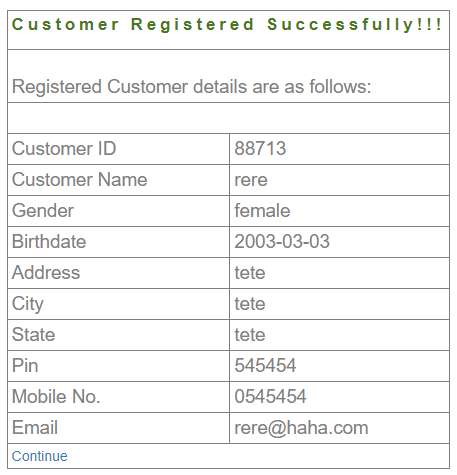 Customer Registered Successfully!!!
Registered Customer details are as follows:
Customer ID 88713
Customer Name rere
Gender female
Birthdate 2003-03-03
Address tete
City tete
State tete
Pin 545454
Mobile No. 0545454
Email rere@haha.com
Continue